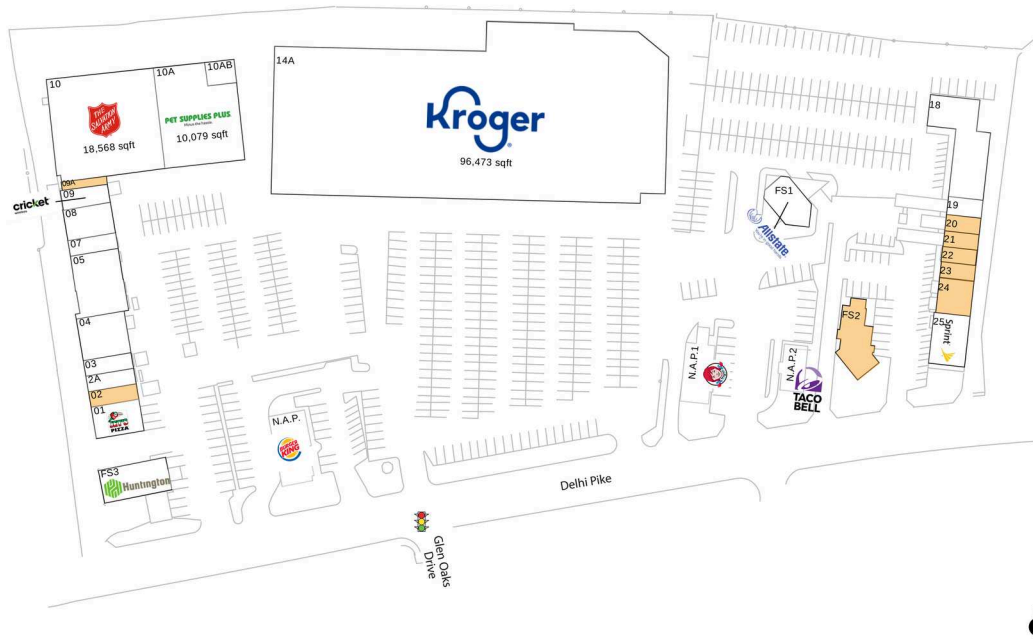 10
THE
SALVATION
ARMY
18,568 sqft
10A
10AB
PET SUPPLIES PLUS
10,079 sqft
14A
Kroger
96,473 sqft
18
19
20
21
22
23
24
25
Sprint
FS1
Allstate
FS2
09A
09
cricket
08
07
05
04
03
2A
02
01
PIZZA
FS3
Huntington
N.A.P.
BURGER
KING
N.A.P.1
N.A.P.2
TACO
BELL
Delhi Pike
Glen Oaks
Drive